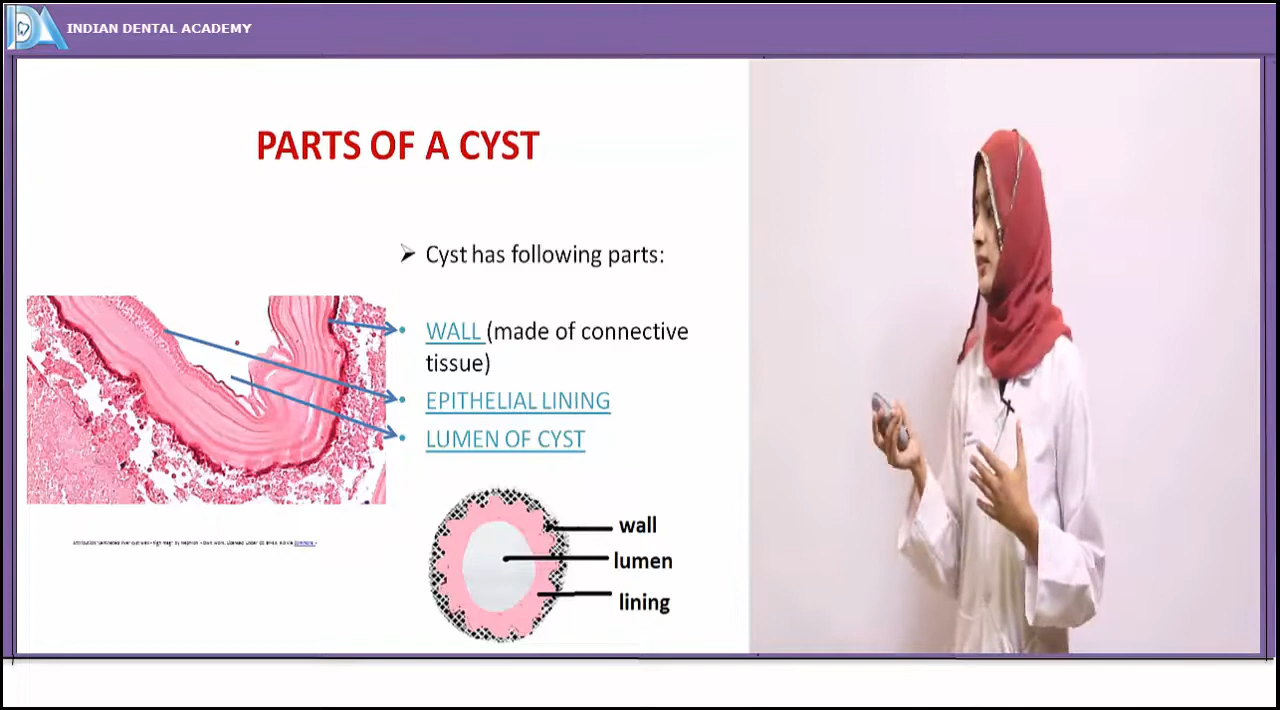 INDIAN DENTAL ACADEMY
PARTS OF A CYST
Cyst has following parts:
WALL (made of connective
tissue)
EPITHELIAL LINING
LUMEN OF CYST
wall
lumen
lining